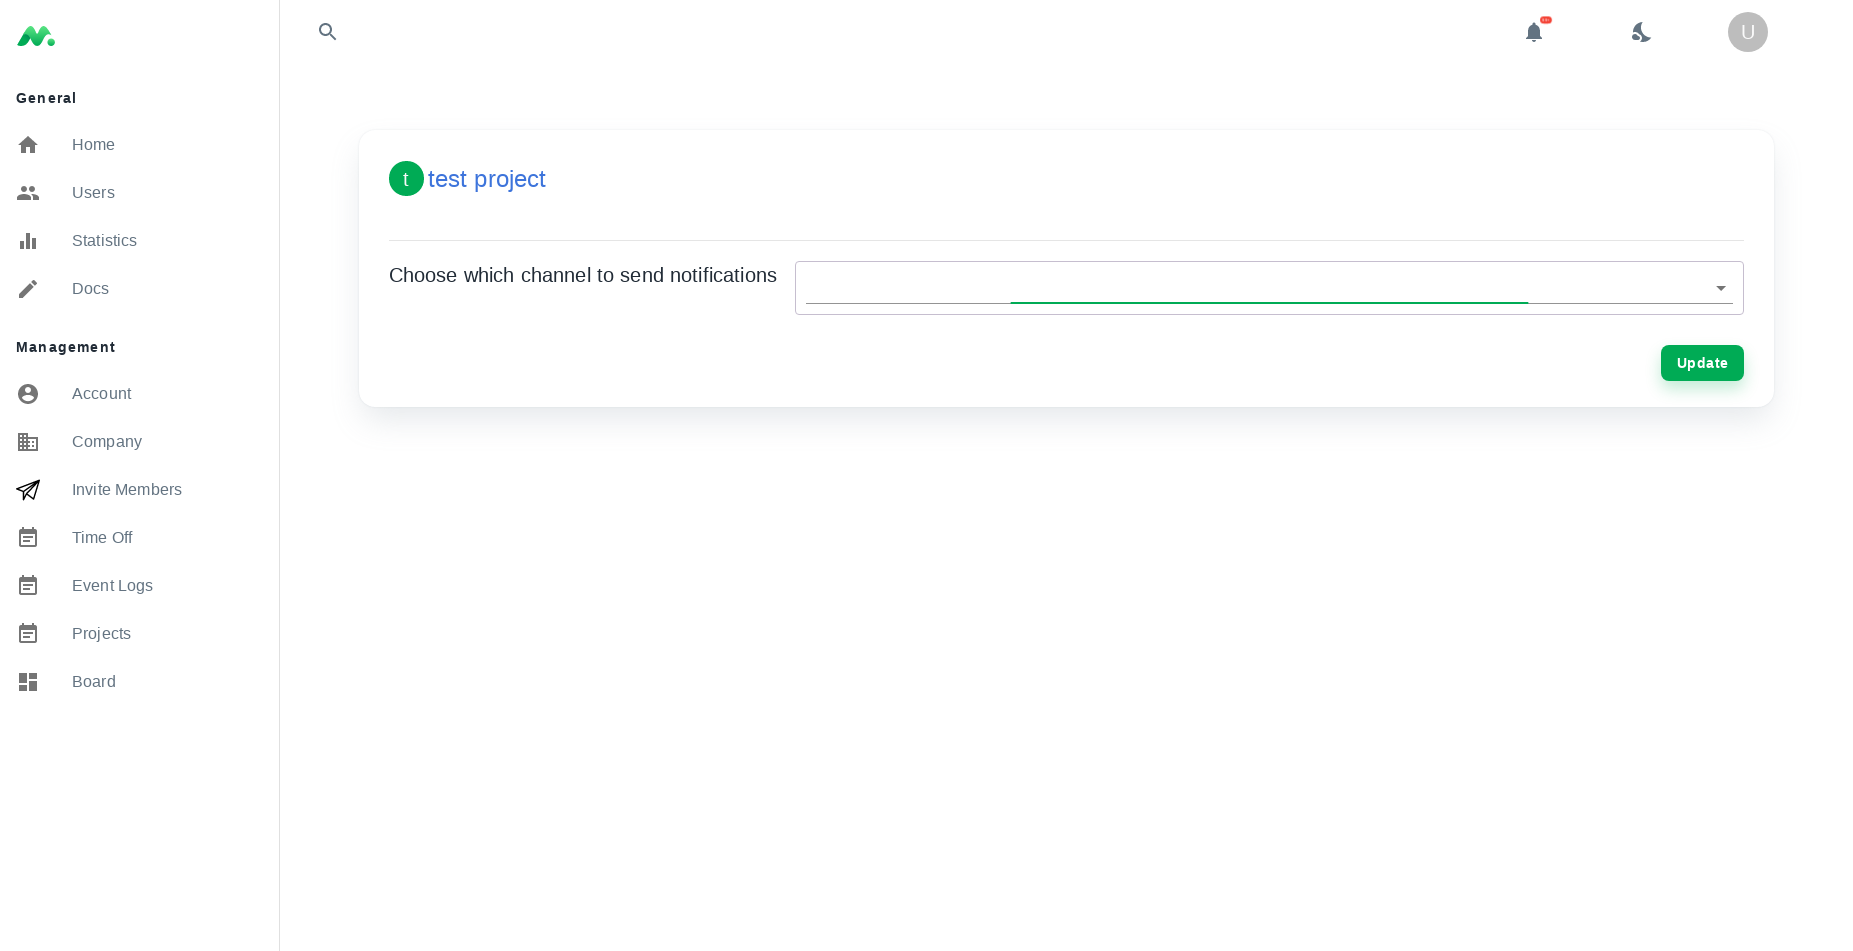 General
Home
Users
Statistics
Docs
Management
Account
Company
Invite Members
Time Off
Event Logs
Projects
Board
U
t test project
Choose which channel to send notifications
Update